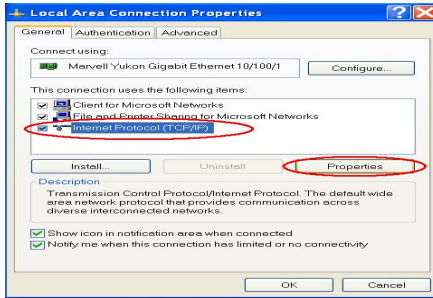 Local Area Connection Properties
General Authentication Advanced
Connect using:
Marvell Yukon Gigabit Ethernet 10/100/1 Configure...
This connection uses the following items:
Client for Microsoft Networks
File and Printer Sharing for Microsoft Networks
Internet Protocol (TCP/IP)
Install... Uninstall Properties
Description
Transmission Control Protocol/Internet Protocol. The default wide
area network protocol that provides communication across
diverse interconnected networks.
Show icon in notification area when connected
Notify me when this connection has limited or no connectivity
OK Cancel